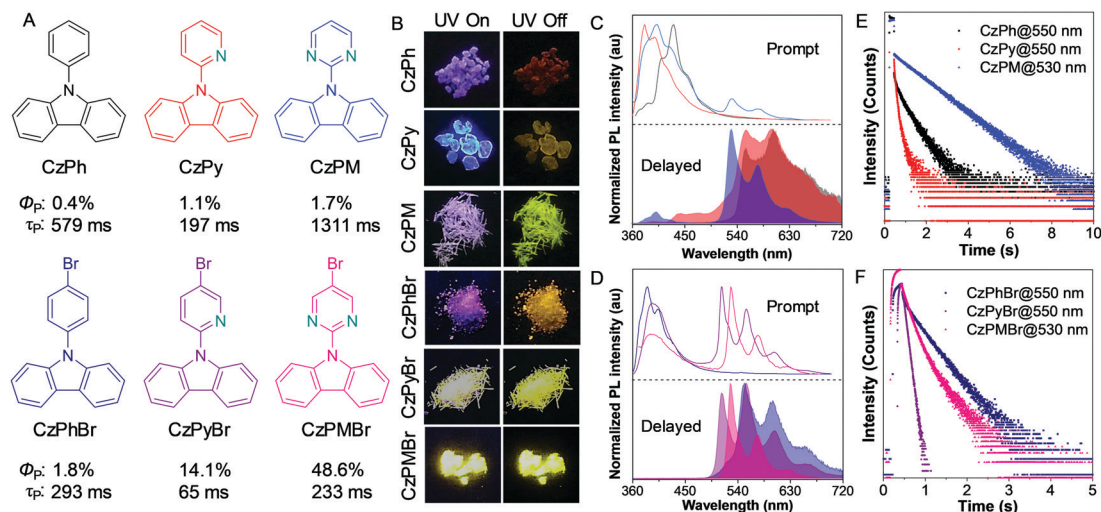 A
N
N
N
N
N
N
CzPh
CzPy
CzPM
ΦP: 0.4%
1.1%
1.7%
τP: 579 ms
197 ms
1311 ms
Br
Br
Br
N
N
N
N
N
N
CzPhBr
CzPyBr
CzPMBr
ΦP: 1.8%
14.1%
48.6%
τP: 293 ms
65 ms
233 ms
B
UV On
UV Off
CzPh
CzPy
CzPM
CzPhBr
CzPyBr
CzPMBr
C
Normalized PL intensity (au)
Prompt
Delayed
360 450 540 630 720
Wavelength (nm)
D
Normalized PL intensity (au)
Prompt
Delayed
360 450 540 630 720
Wavelength (nm)
E
Intensity (Counts)
CzPh@550 nm
CzPy@550 nm
CzPM@530 nm
0 2 4 6 8 10
Time (s)
F
Intensity (Counts)
CzPhBr@550 nm
CzPyBr@550 nm
CzPMBr@530 nm
0 1 2 3 4 5
Time (s)